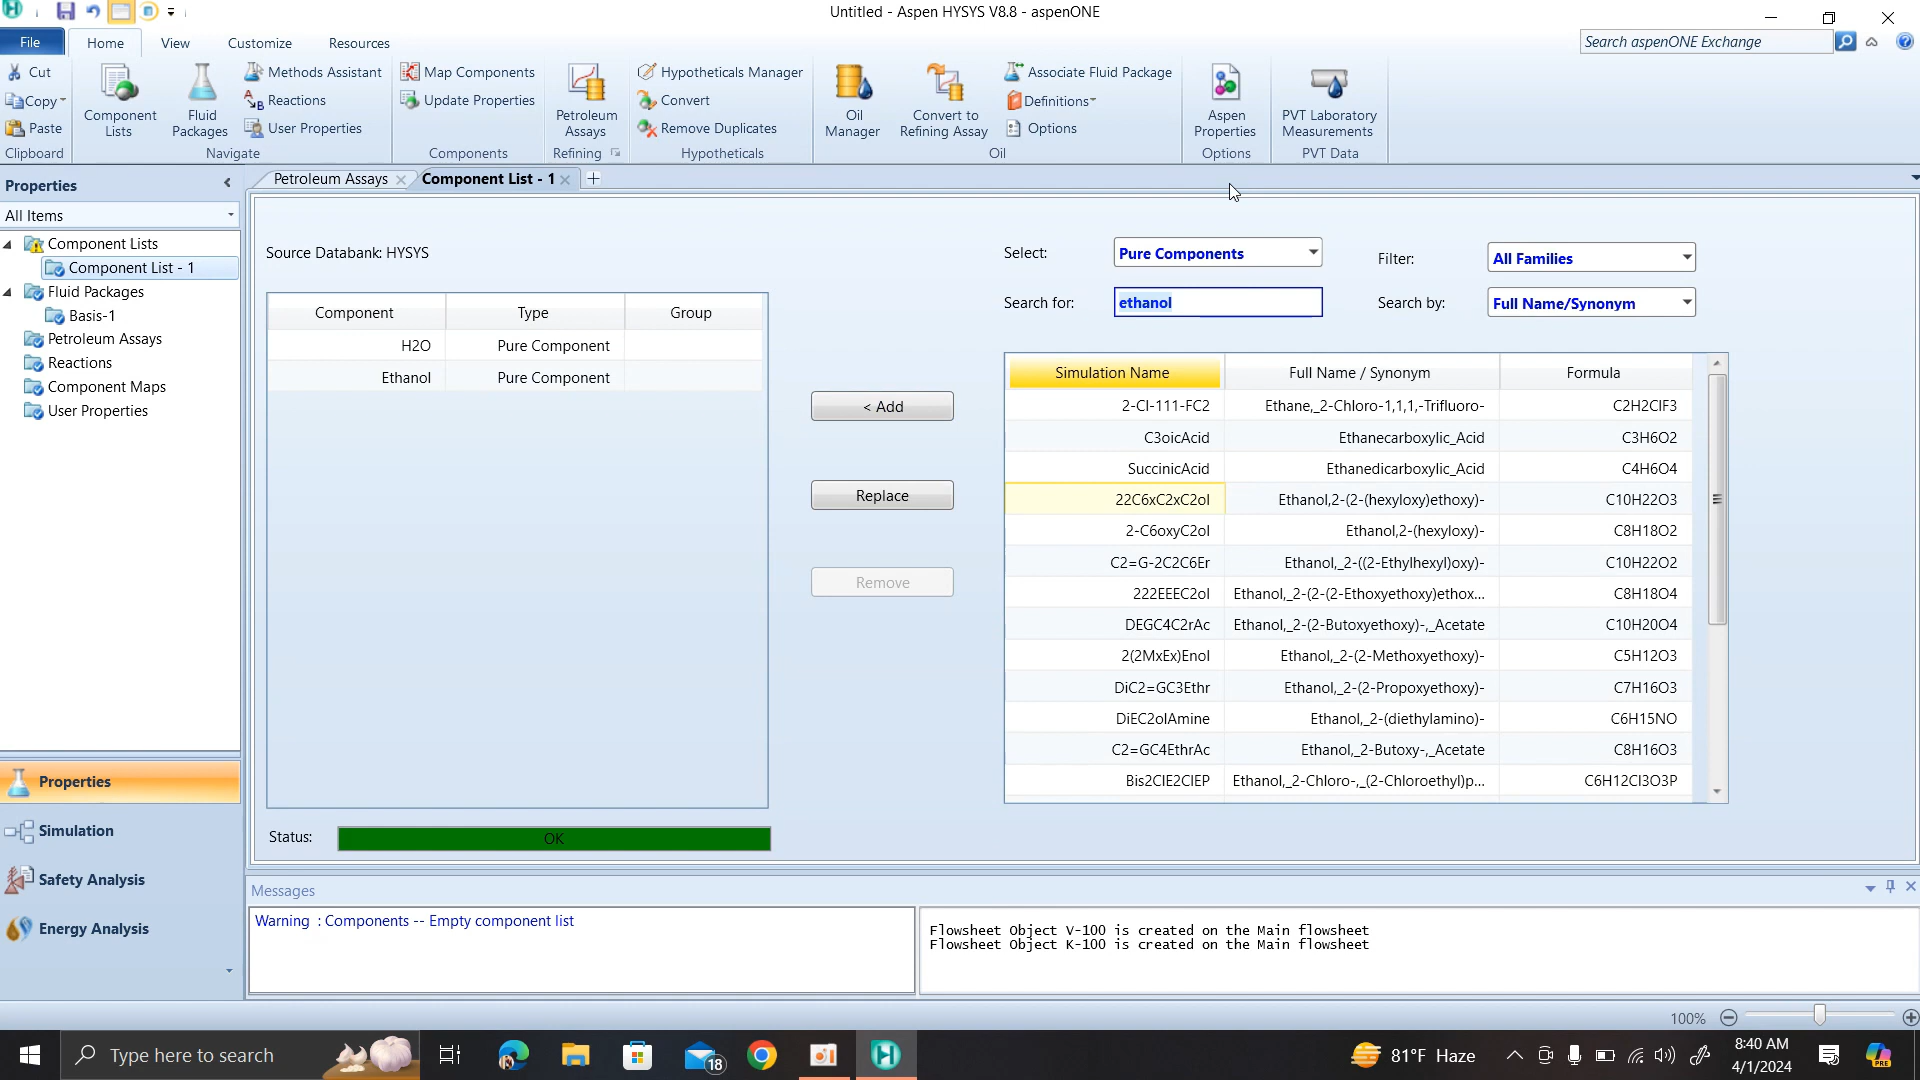 Untitled - Aspen HYSYS V8.8 - aspenONE
File
Home
View
Customize
Resources
Search aspenONE Exchange
Cut
Copy
Paste
Clipboard
Component Lists
Fluid Packages
Methods Assistant
Reactions
User Properties
Navigate
Map Components
Update Properties
Components
Petroleum Assays
Refining
Hypotheticals Manager
Convert
Remove Duplicates
Hypotheticals
Oil Manager
Convert to Refining Assay
Associate Fluid Package
Definitions
Options
Oil
Aspen Properties
Options
PVT Laboratory Measurements
PVT Data
Properties
All Items
Component Lists
Component List - 1
Fluid Packages
Basis-1
Petroleum Assays
Reactions
Component Maps
User Properties
Properties
Simulation
Safety Analysis
Energy Analysis
Petroleum Assays
Component List - 1
Source Databank: HYSYS
Component Type Group
H2O Pure Component
Ethanol Pure Component
< Add
Replace
Remove
Select: Pure Components
Filter: All Families
Search for: ethanol
Search by: Full Name/Synonym
Simulation Name Full Name / Synonym Formula
2-Cl-111-FC2 Ethane,_2-Chloro-1,1,1,-Trifluoro- C2H2ClF3
C3oicAcid Ethanecarboxylic_Acid C3H6O2
SuccinicAcid Ethanedicarboxylic_Acid C4H6O4
22C6xC2xC2ol Ethanol,2-(2-(hexyloxy)ethoxy)- C10H22O3
2-C6oxyC2ol Ethanol,2-(hexyloxy)- C8H18O2
C2=G-2C2C6Er Ethanol,_2-((2-Ethylhexyl)oxy)- C10H22O2
222EEEC2ol Ethanol,_2-(2-(2-Ethoxyethoxy)ethox... C8H18O4
DEGC4C2rAc Ethanol,_2-(2-Butoxyethoxy)-,_Acetate C10H20O4
2(2MxEx)Enol Ethanol,_2-(2-Methoxyethoxy)- C5H12O3
DiC2=GC3Ethr Ethanol,_2-(2-Propoxyethoxy)- C7H16O3
DiEC2olAmine Ethanol,_2-(diethylamino)- C6H15NO
C2=GC4EthrAc Ethanol,_2-Butoxy-,_Acetate C8H16O3
Bis2ClE2ClEP Ethanol,_2-Chloro-,_(2-Chloroethyl)p... C6H12Cl3O3P
Status: OK
Messages
Warning : Components -- Empty component list
Flowsheet Object V-100 is created on the Main flowsheet
Flowsheet Object K-100 is created on the Main flowsheet
100%
Type here to search
18
81°F Haze
8:40 AM
4/1/2024
PRE